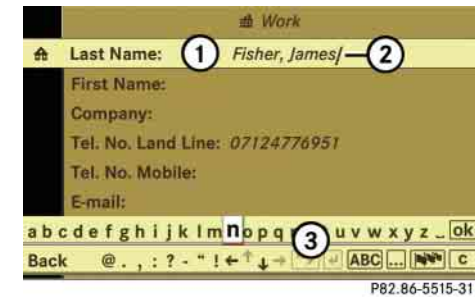 Work
Last Name: 1 Fisher, James 2
First Name:
Company:
Tel. No. Land Line: 07124776951
Tel. No. Mobile:
E-mail:
a b c d e f g h i j k l m n o p q 3 u v w x y z _ ok
Back @ . , : ? - " ! ← ↑ ↓ → ↵ ABC ... c
P82.86-5515-31